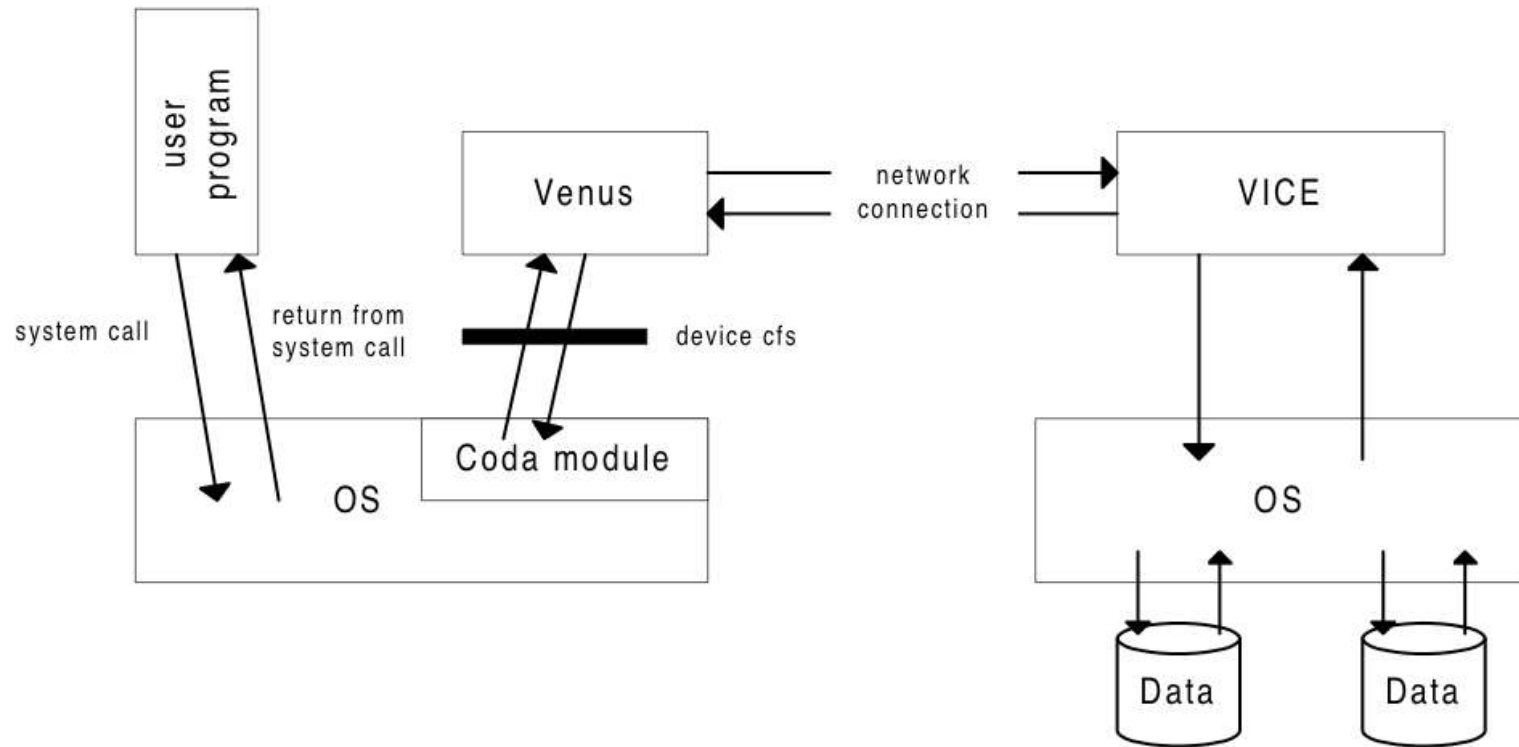 user
program
Venus
network
connection
VICE
system call
return from
system call
device cfs
Coda module
OS
OS
Data
Data